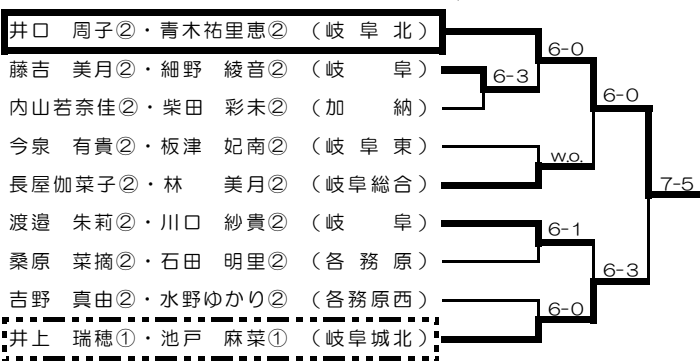 井口 周子②・青木祐里恵② (岐阜北)
6-0
藤吉 美月②・細野 綾音② (岐 阜)
6-3
6-0
内山若奈佳②・柴田 彩未② (加 納)
今泉 有貴②・板津 妃南② (岐阜東)
w.o.
長屋伽菜子②・林 美月② (岐阜総合)
7-5
渡邉 朱莉②・川口 紗貴② (岐 阜)
6-1
桑原 菜摘②・石田 明里② (各務原)
6-3
吉野 真由②・水野ゆかり② (各務原西)
6-0
井上 瑞穂①・池戸 麻菜① (岐阜城北)